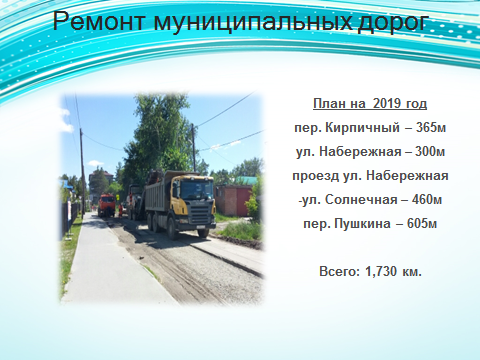 Ремонт муниципальных дорог
План на 2019 год
пер. Кирпичный – 365м
ул. Набережная – 300м
проезд ул. Набережная
-ул. Солнечная – 460м
пер. Пушкина – 605м
Всего: 1,730 км.